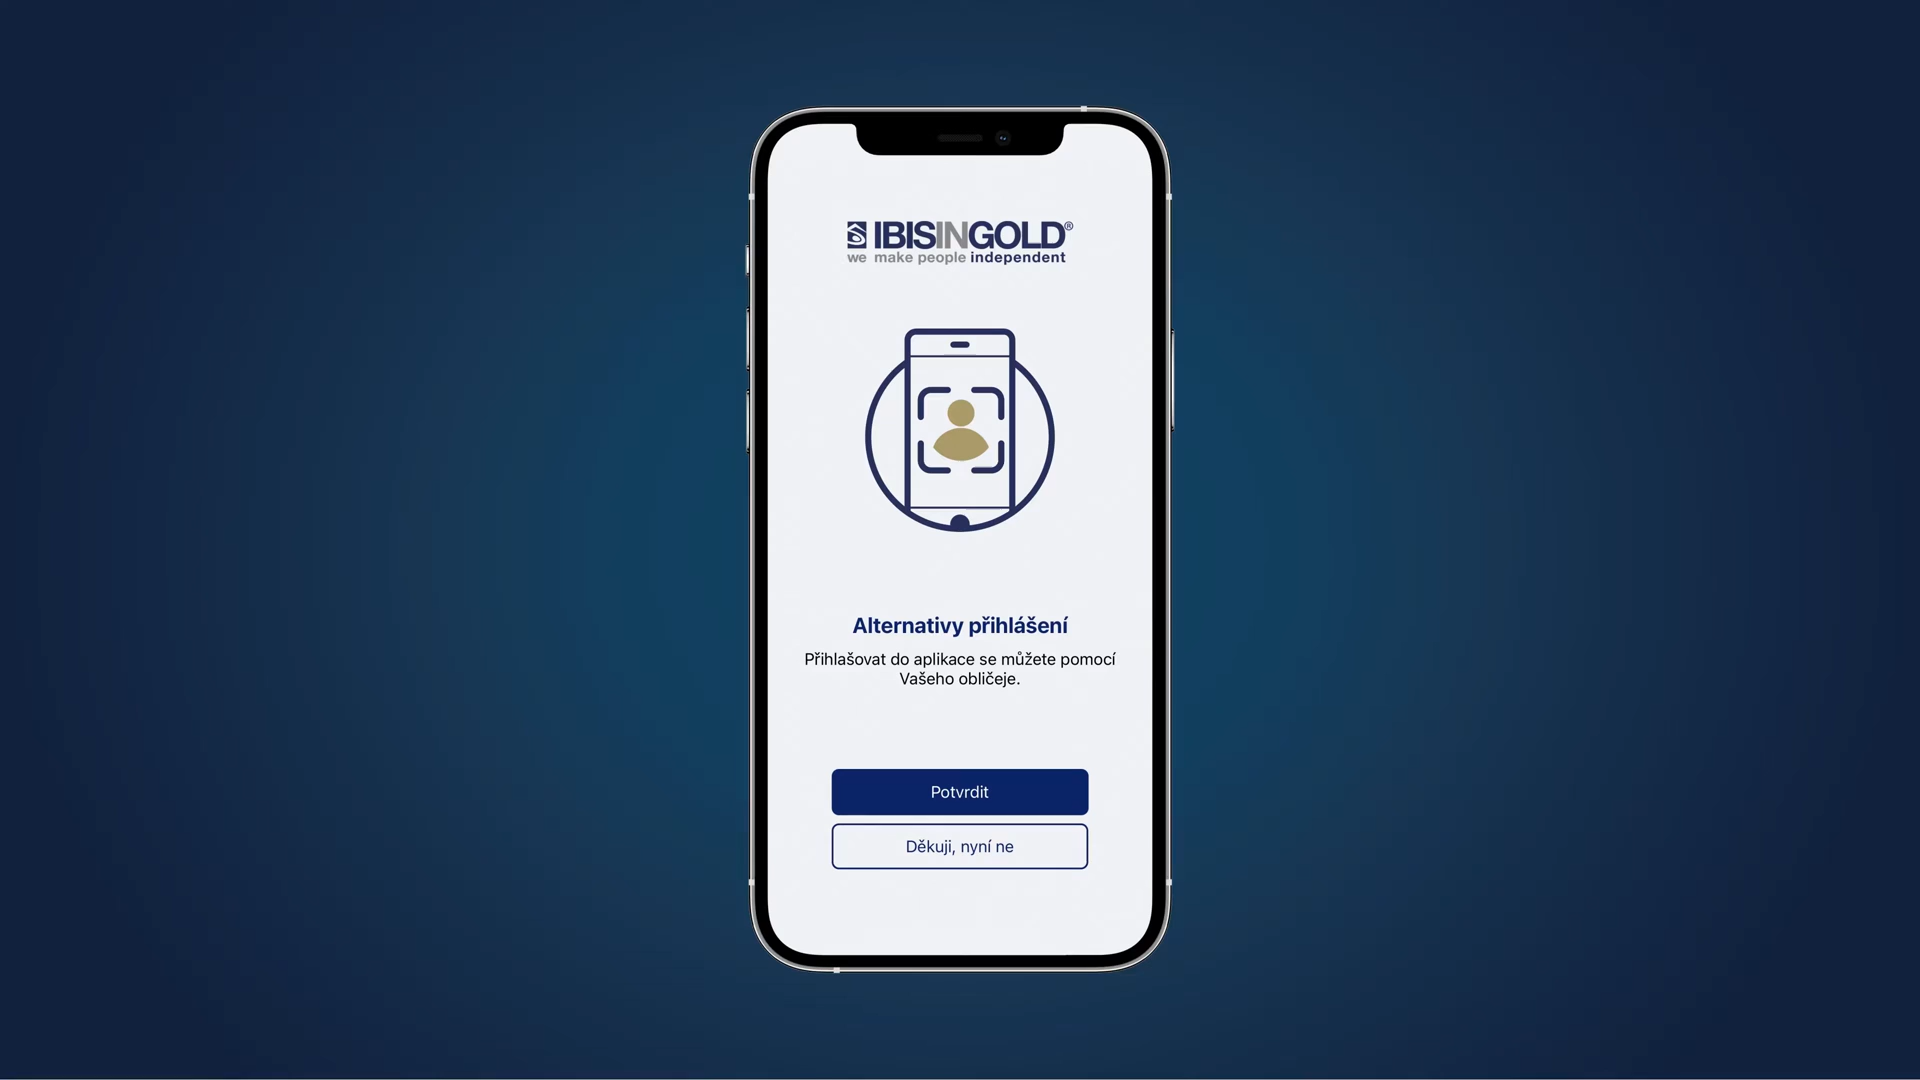 IBISINGOLD®
we make people independent
Alternativy přihlášení
Přihlašovat do aplikace se můžete pomocí
Vašeho obličeje.
Potvrdit
Děkuji, nyní ne